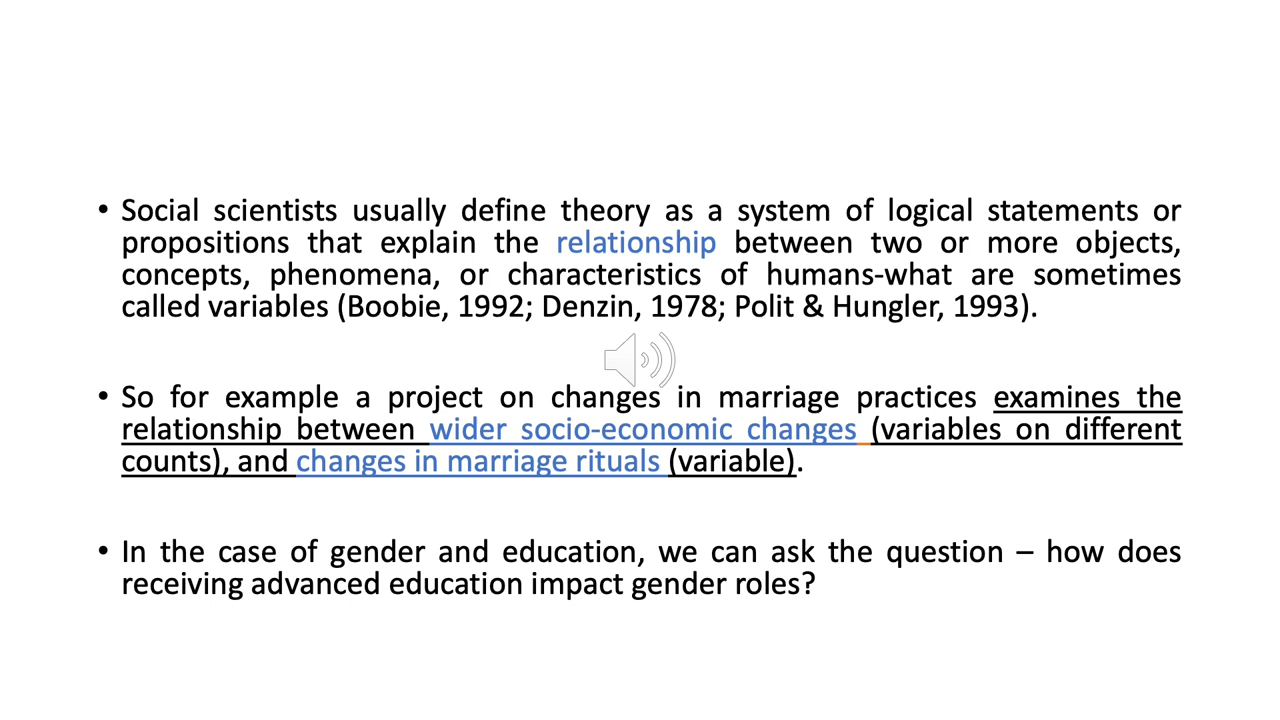 • Social scientists usually define theory as a system of logical statements or
propositions that explain the relationship between two or more objects,
concepts, phenomena, or characteristics of humans-what are sometimes
called variables (Boobie, 1992; Denzin, 1978; Polit & Hungler, 1993).
• So for example a project on changes in marriage practices examines the
relationship between wider socio-economic changes (variables on different
counts), and changes in marriage rituals (variable).
• In the case of gender and education, we can ask the question – how does
receiving advanced education impact gender roles?